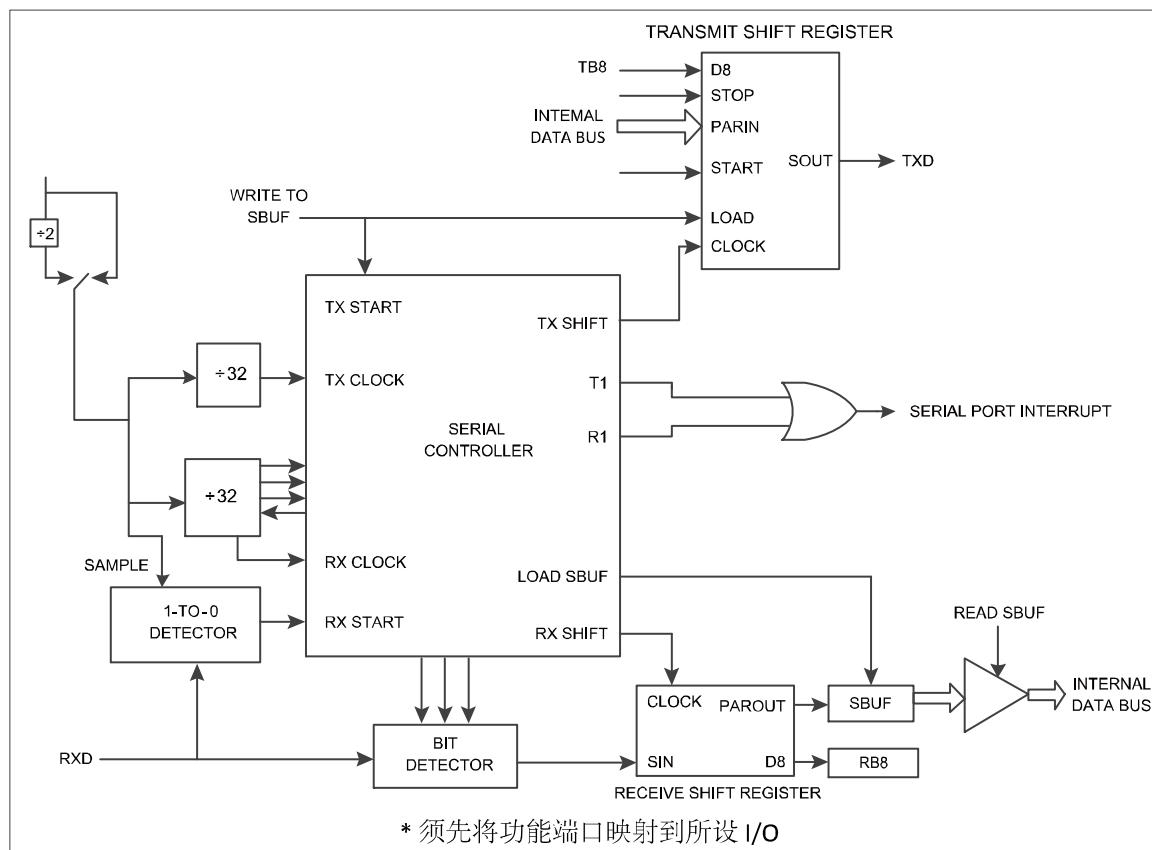 TRANSMIT SHIFT REGISTER
TB8
D8
STOP
INTEMAL
DATA BUS
PARIN
START
SOUT
TXD
WRITE TO
SBUF
LOAD
CLOCK
÷2
TX START
TX SHIFT
÷32
TX CLOCK
T1
SERIAL PORT INTERRUPT
R1
SERIAL
CONTROLLER
÷32
SAMPLE
RX CLOCK
LOAD SBUF
1-TO-0
DETECTOR
RX START
RX SHIFT
READ SBUF
CLOCK
PAROUT
SBUF
INTERNAL
DATA BUS
RXD
BIT
DETECTOR
SIN
D8
RB8
RECEIVE SHIFT REGISTER
* 须先将功能端口映射到所设 I/O